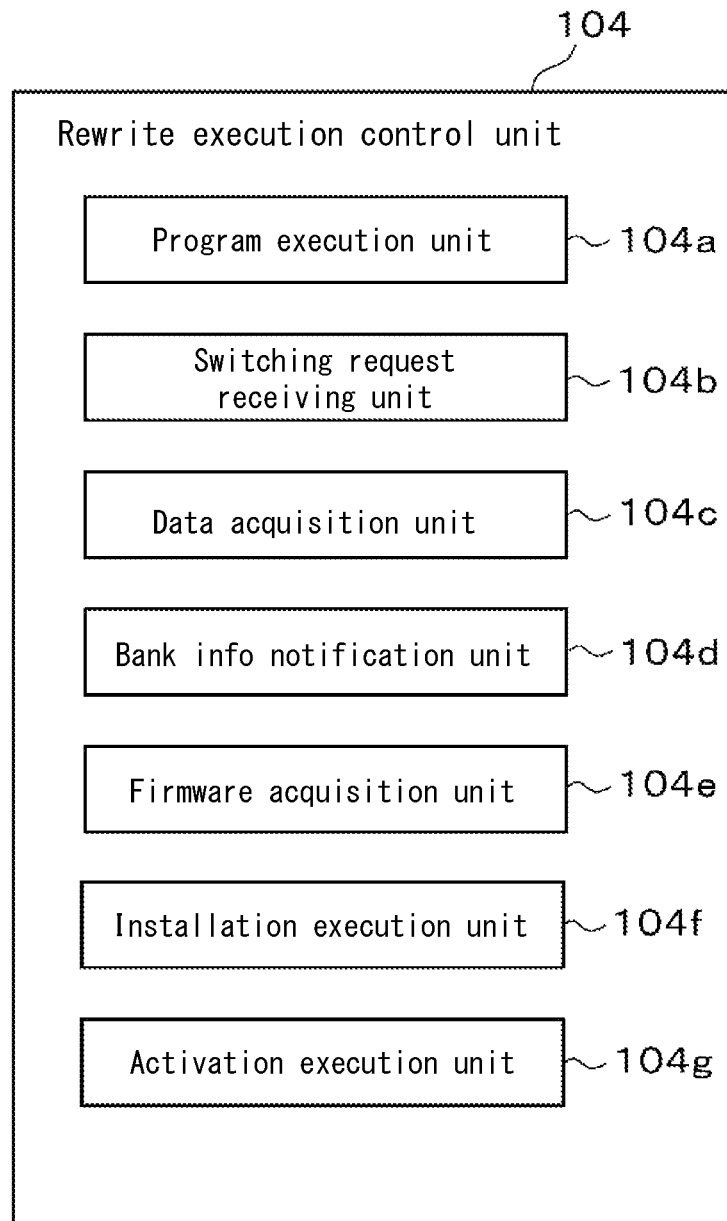 104
Rewrite execution control unit
Program execution unit
104a
Switching request
receiving unit
104b
Data acquisition unit
104c
Bank info notification unit
104d
Firmware acquisition unit
104e
Installation execution unit
104f
Activation execution unit
104g